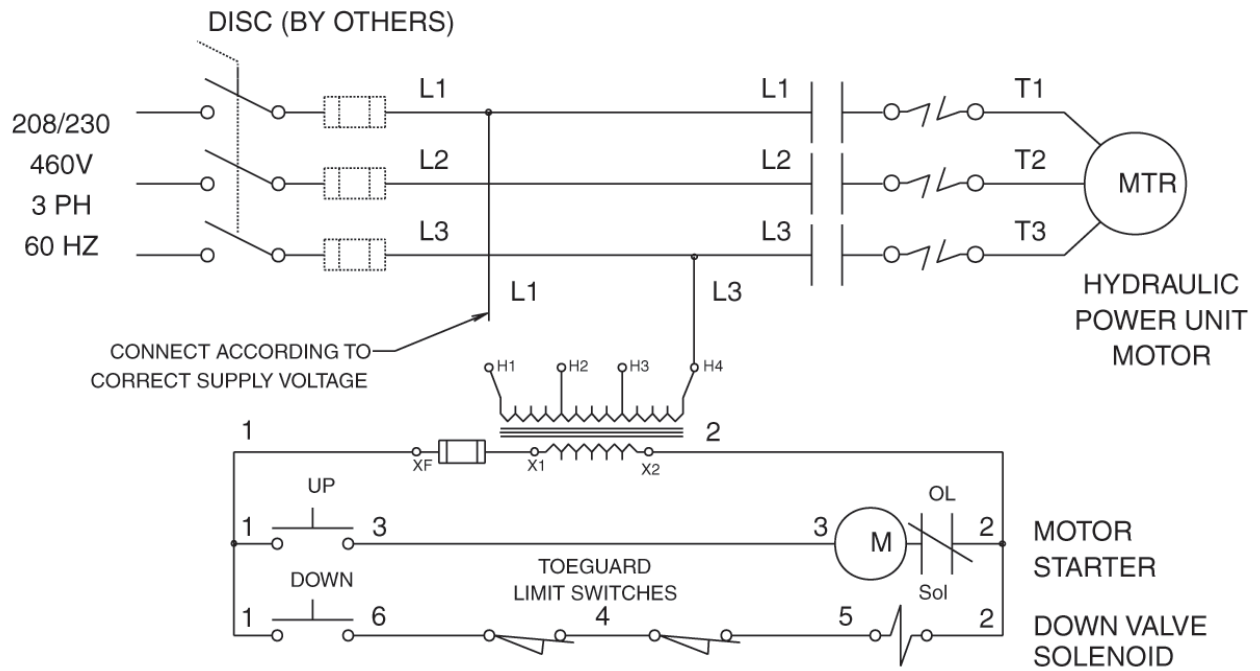 DISC (BY OTHERS)
208/230
460V
3 PH
60 HZ
L1
L1
T1
L2
L2
T2
L3
L3
T3
MTR
L1
L3
HYDRAULIC
POWER UNIT
MOTOR
CONNECT ACCORDING TO
CORRECT SUPPLY VOLTAGE
H1
H2
H3
H4
1
2
XF
X1
X2
UP
1
3
3
M
OL
2
MOTOR
STARTER
DOWN
TOEGUARD
LIMIT SWITCHES
Sol
1
6
4
5
2
DOWN VALVE
SOLENOID